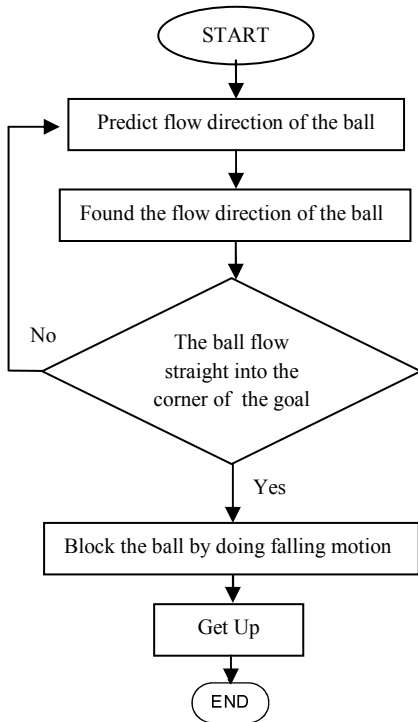 START
Predict flow direction of the ball
Found the flow direction of the ball
No
The ball flow
straight into the
corner of the goal
Yes
Block the ball by doing falling motion
Get Up
END